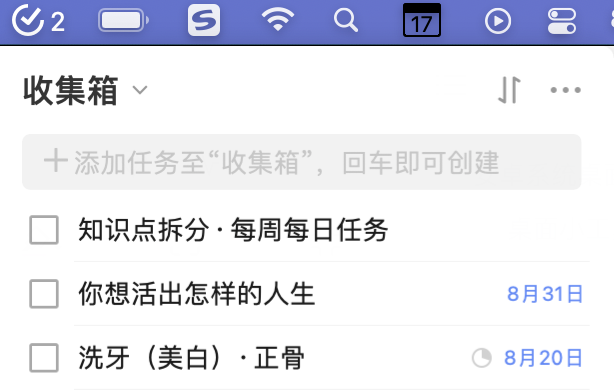 2 S 17
收集箱
添加任务至“收集箱”，回车即可创建
知识点拆分 · 每周每日任务
你想活出怎样的人生 8月31日
洗牙（美白）· 正骨 8月20日